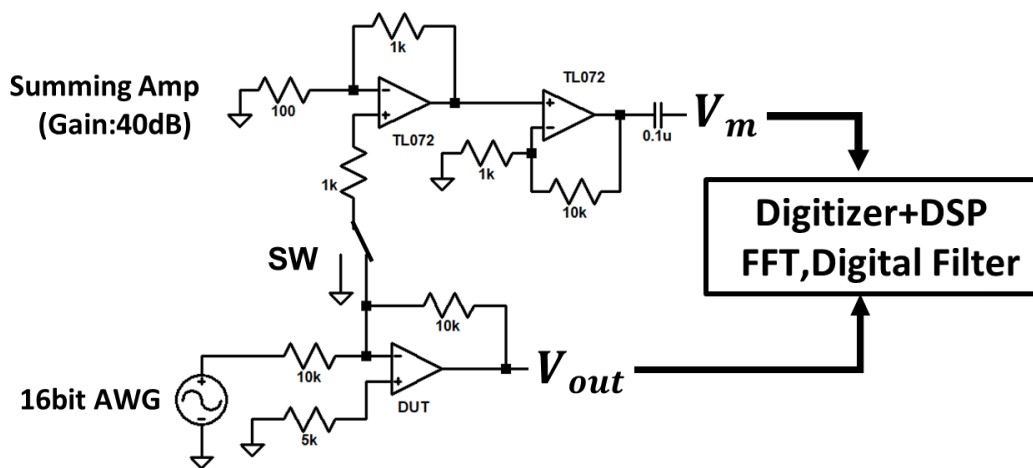 1k
TL072
Summing Amp
(Gain:40dB)
100
TL072
0.1u
V_m
1k
1k
10k
Digitizer+DSP
FFT,Digital Filter
SW
10k
10k
V_out
16bit AWG
DUT
5k